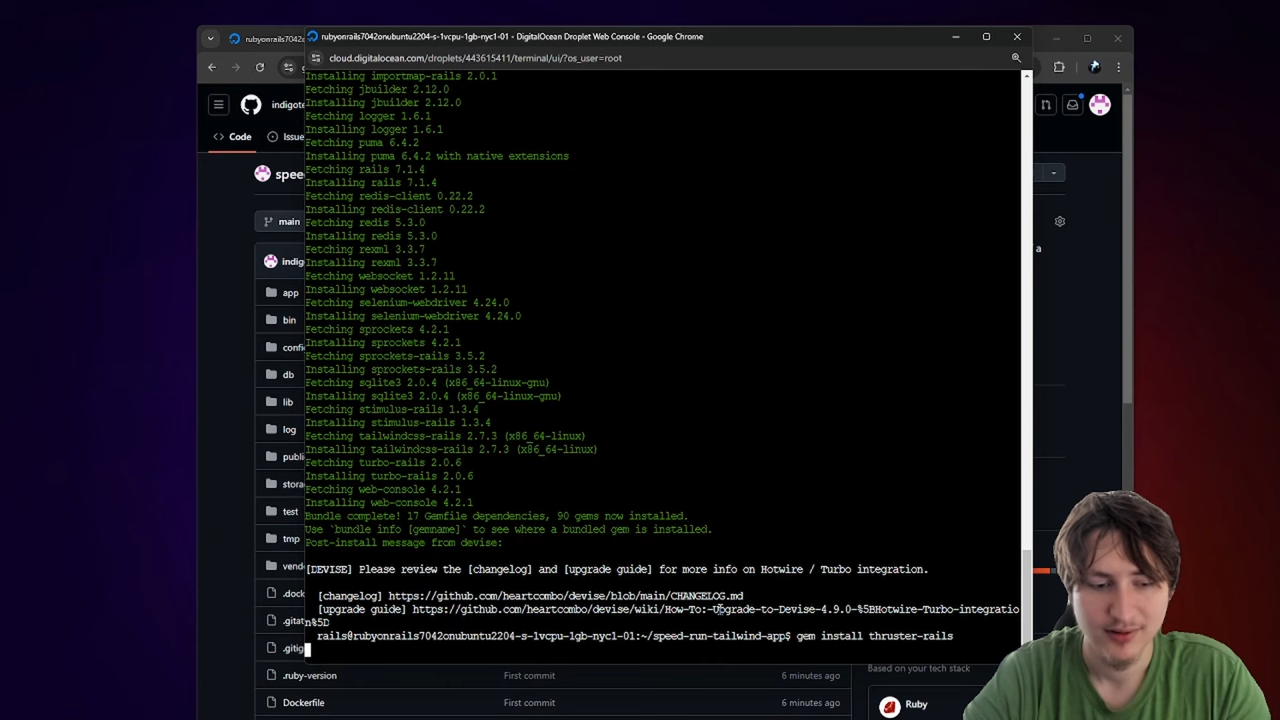 rubyonrails7042o
rubyonrails7042onubuntu2204-s-1vcpu-1gb-nyc1-01 - DigitalOcean Droplet Web Console - Google Chrome
cloud.digitalocean.com/droplets/443615411/terminal/ui/?os_user=root
indigote
Code
Issue
spee
main
indig
app
bin
confi
db
lib
log
publi
stora
test
tmp
vend
.dock
.gitat
.gitig
.ruby-version
First commit
6 minutes ago
Dockerfile
First commit
6 minutes ago
Installing importmap-rails 2.0.1
Fetching jbuilder 2.12.0
Installing jbuilder 2.12.0
Fetching logger 1.6.1
Installing logger 1.6.1
Fetching puma 6.4.2
Installing puma 6.4.2 with native extensions
Fetching rails 7.1.4
Installing rails 7.1.4
Fetching redis-client 0.22.2
Installing redis-client 0.22.2
Fetching redis 5.3.0
Installing redis 5.3.0
Fetching rexml 3.3.7
Installing rexml 3.3.7
Fetching websocket 1.2.11
Installing websocket 1.2.11
Fetching selenium-webdriver 4.24.0
Installing selenium-webdriver 4.24.0
Fetching sprockets 4.2.1
Installing sprockets 4.2.1
Fetching sprockets-rails 3.5.2
Installing sprockets-rails 3.5.2
Fetching sqlite3 2.0.4 (x86_64-linux-gnu)
Installing sqlite3 2.0.4 (x86_64-linux-gnu)
Fetching stimulus-rails 1.3.4
Installing stimulus-rails 1.3.4
Fetching tailwindcss-rails 2.7.3 (x86_64-linux)
Installing tailwindcss-rails 2.7.3 (x86_64-linux)
Fetching turbo-rails 2.0.6
Installing turbo-rails 2.0.6
Fetching web-console 4.2.1
Installing web-console 4.2.1
Bundle complete! 17 Gemfile dependencies, 90 gems now installed.
Use `bundle info [gemname]` to see where a bundled gem is installed.
Post-install message from devise:
[DEVISE] Please review the [changelog] and [upgrade guide] for more info on Hotwire / Turbo integration.
[changelog] https://github.com/heartcombo/devise/blob/main/CHANGELOG.md
[upgrade guide] https://github.com/heartcombo/devise/wiki/How-To:-Upgrade-to-Devise-4.9.0-%5BHotwire-Turbo-integratio
n%5D
rails@rubyonrails7042onubuntu2204-s-1vcpu-1gb-nyc1-01:~/speed-run-tailwind-app$ gem install thruster-rails
a
Based on your tech stack
Ruby